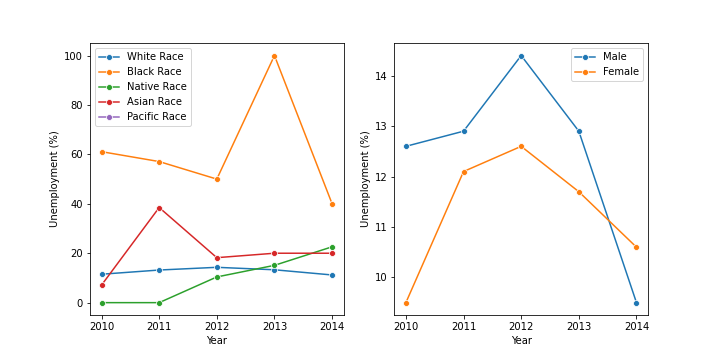 White Race
Black Race
Native Race
Asian Race
Pacific Race
Unemployment (%)
100
80
60
40
20
0
2010 2011 2012 2013 2014
Year
Male
Female
Unemployment (%)
14
13
12
11
10
2010 2011 2012 2013 2014
Year